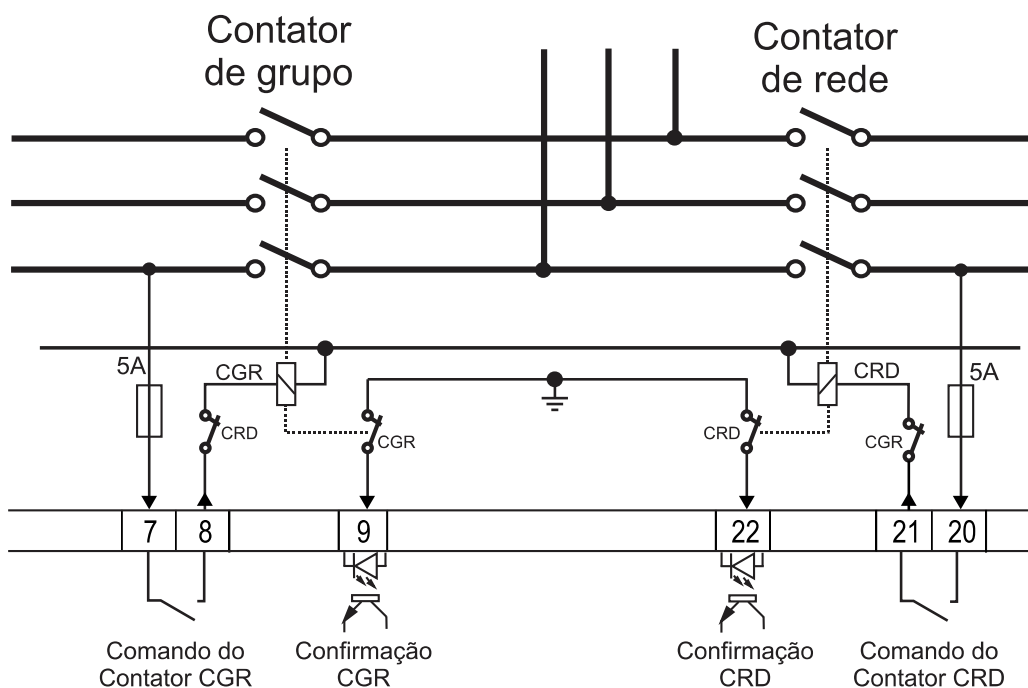 Contator
de grupo
Contator
de rede
5A
CGR
CRD
5A
CRD
CGR
CRD
CGR
7
8
9
22
21
20
Comando do
Contator CGR
Confirmação
CGR
Confirmação
CRD
Comando do
Contator CRD